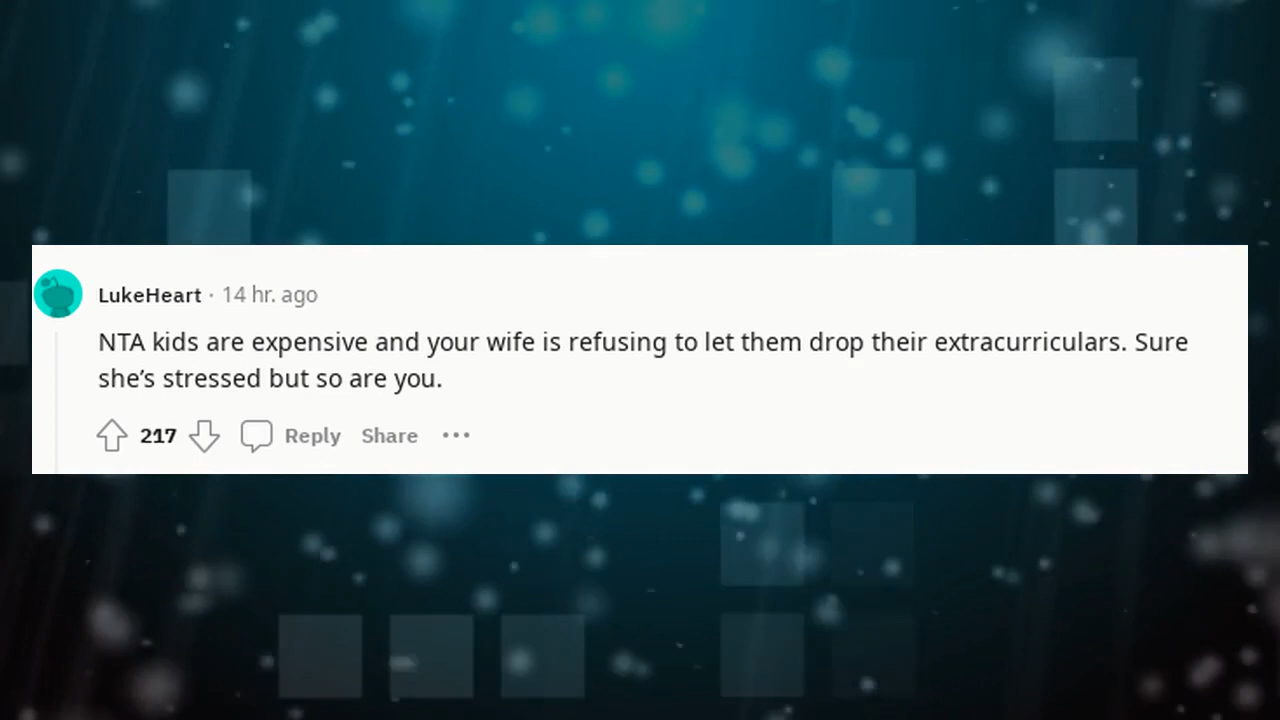 LukeHeart · 14 hr. ago
NTA kids are expensive and your wife is refusing to let them drop their extracurriculars. Sure
she’s stressed but so are you.
217 Reply Share ···